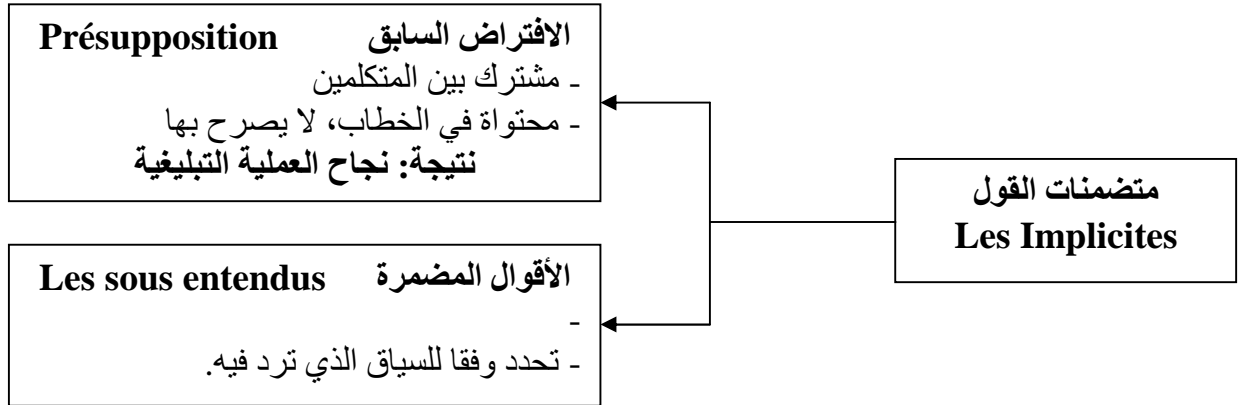 متضمنات القول
Les Implicites
الافتراض السابق Présupposition
- مشترك بين المتكلمين
- محتواة في الخطاب، لا يصرح بها
نتيجة: نجاح العملية التبليغية
الأقوال المضمرة Les sous entendus
-
- تحدد وفقا للسياق الذي ترد فيه.